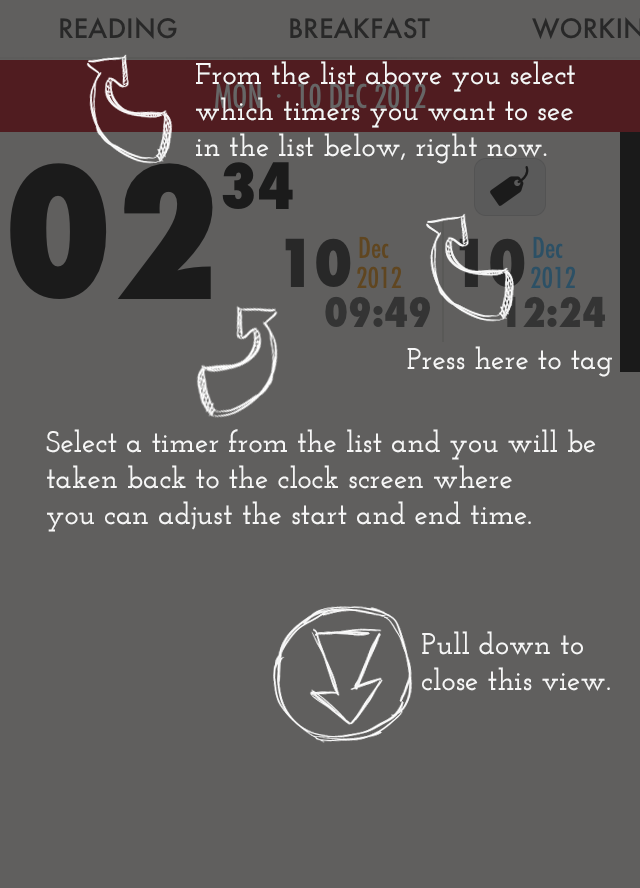 READING BREAKFAST WORKIN
From the list above you select
MON · 10 DEC 2012
which timers you want to see
in the list below, right now.
02 34
10 Dec 2012
10 Dec 2012
09:49 12:24
Press here to tag
Select a timer from the list and you will be
taken back to the clock screen where
you can adjust the start and end time.
Pull down to
close this view.